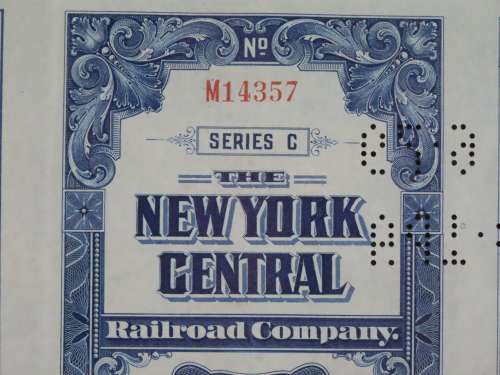 Nº
M14357
SERIES C
THE
NEW YORK
CENTRAL
Railroad Company.